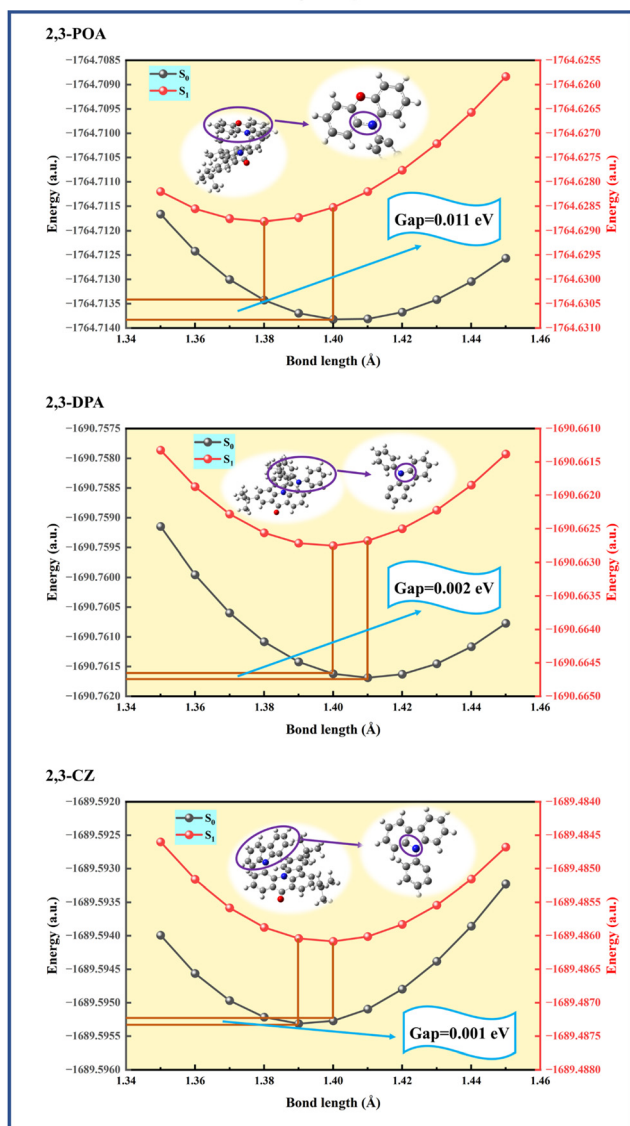 2,3-POA
−1764.7085
−1764.7090
−1764.7095
−1764.7100
−1764.7105
−1764.7110
−1764.7115
−1764.7120
−1764.7125
−1764.7130
−1764.7135
−1764.7140
Energy (a.u.)
S₀
S₁
Gap=0.011 eV
−1764.6255
−1764.6260
−1764.6265
−1764.6270
−1764.6275
−1764.6280
−1764.6285
−1764.6290
−1764.6295
−1764.6300
−1764.6305
−1764.6310
Energy (a.u.)
1.34 1.36 1.38 1.40 1.42 1.44 1.46
Bond length (Å)
2,3-DPA
−1690.7575
−1690.7580
−1690.7585
−1690.7590
−1690.7595
−1690.7600
−1690.7605
−1690.7610
−1690.7615
−1690.7620
Energy (a.u.)
S₀
S₁
Gap=0.002 eV
−1690.6610
−1690.6615
−1690.6620
−1690.6625
−1690.6630
−1690.6635
−1690.6640
−1690.6645
−1690.6650
Energy (a.u.)
1.34 1.36 1.38 1.40 1.42 1.44 1.46
Bond length (Å)
2,3-CZ
−1689.5920
−1689.5925
−1689.5930
−1689.5935
−1689.5940
−1689.5945
−1689.5950
−1689.5955
−1689.5960
Energy (a.u.)
S₀
S₁
Gap=0.001 eV
−1689.4840
−1689.4845
−1689.4850
−1689.4855
−1689.4860
−1689.4865
−1689.4870
−1689.4875
−1689.4880
Energy (a.u.)
1.34 1.36 1.38 1.40 1.42 1.44 1.46
Bond length (Å)